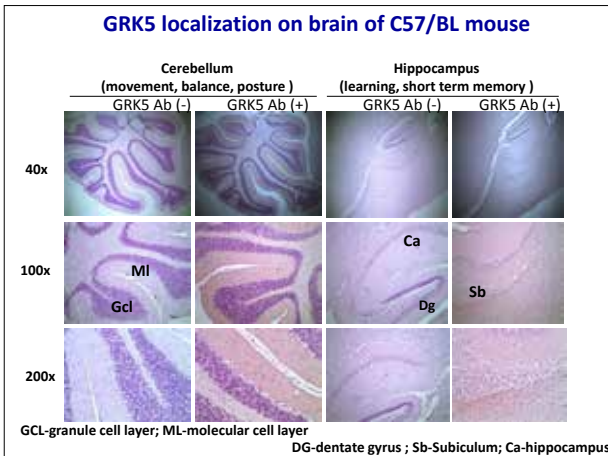 GRK5 localization on brain of C57/BL mouse
Cerebellum
(movement, balance, posture )
Hippocampus
(learning, short term memory )
GRK5 Ab (-)
GRK5 Ab (+)
GRK5 Ab (-)
GRK5 Ab (+)
40x
100x
Ml
Gcl
Ca
Dg
Sb
200x
GCL-granule cell layer; ML-molecular cell layer
DG-dentate gyrus ; Sb-Subiculum; Ca-hippocampus